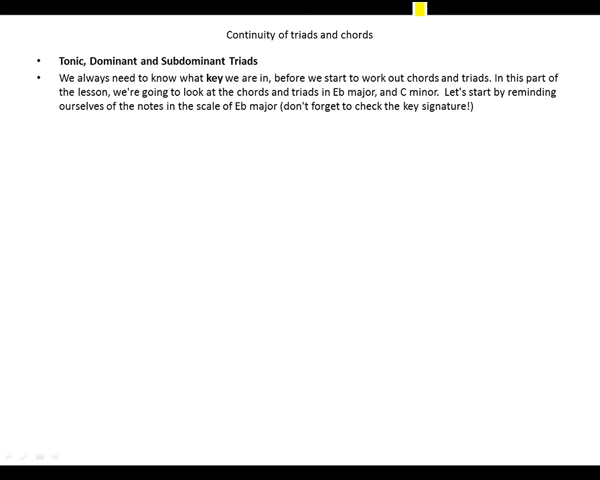 Continuity of triads and chords
• Tonic, Dominant and Subdominant Triads
• We always need to know what key we are in, before we start to work out chords and triads. In this part of
the lesson, we're going to look at the chords and triads in Eb major, and C minor.  Let's start by reminding
ourselves of the notes in the scale of Eb major (don't forget to check the key signature!)